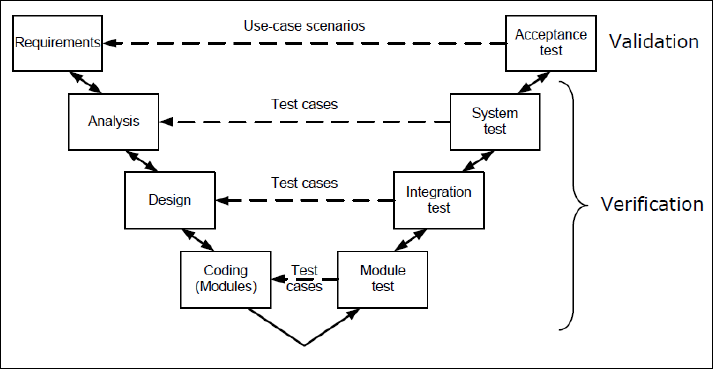 Use-case scenarios
Requirements
Acceptance
test
Validation
Test cases
Analysis
System
test
Test cases
Design
Integration
test
Verification
Coding
(Modules)
Test
cases
Module
test